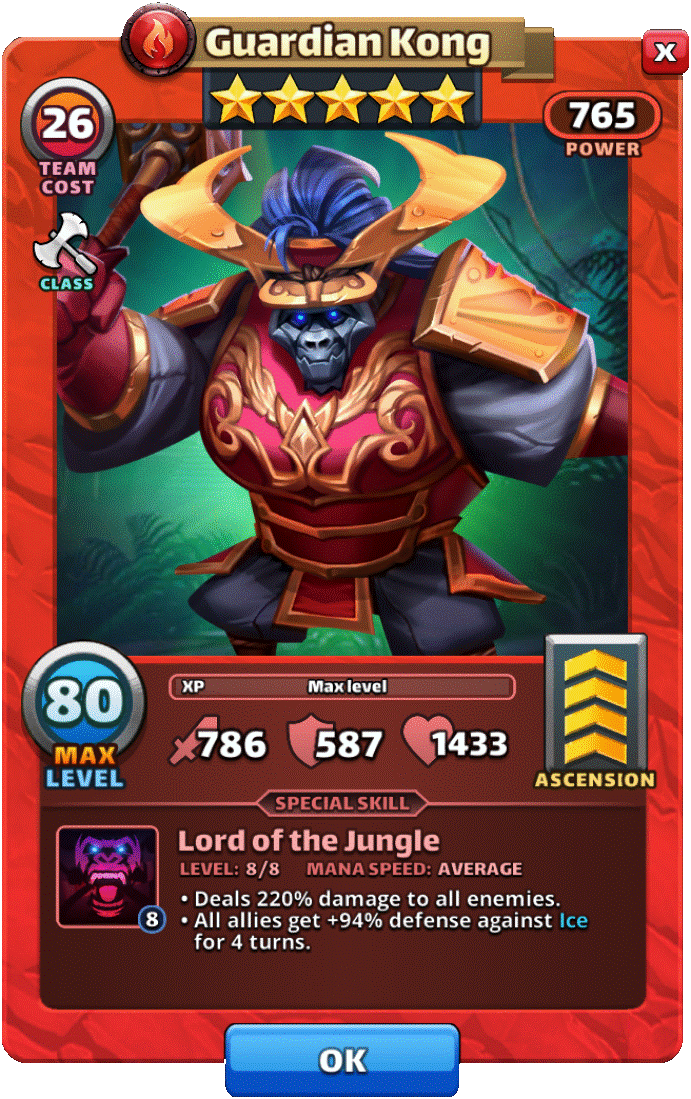 Guardian Kong
X
26
TEAM
COST
765
POWER
CLASS
80
MAX
LEVEL
XP Max level
786 587 1433
ASCENSION
SPECIAL SKILL
Lord of the Jungle
LEVEL: 8/8 MANA SPEED: AVERAGE
8
• Deals 220% damage to all enemies.
• All allies get +94% defense against Ice
for 4 turns.
OK